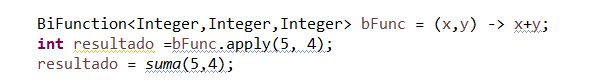 BiFunction<Integer,Integer,Integer> bFunc = (x,y) -> x+y;
int resultado =bFunc.apply(5, 4);
resultado = suma(5,4);